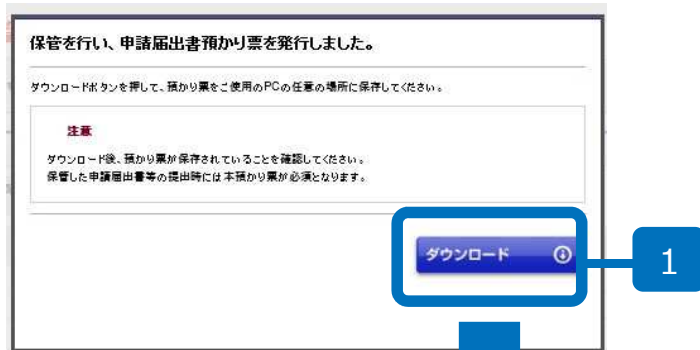 保管を行い、申請届出書預かり票を発行しました。
ダウンロードボタンを押して、預かり票をご使用のPCの任意の場所に保存してください。
注意
ダウンロード後、預かり票が保存されていることを確認してください。
保管した申請届出書等の提出時には本預かり票が必須となります。
ダウンロード
1